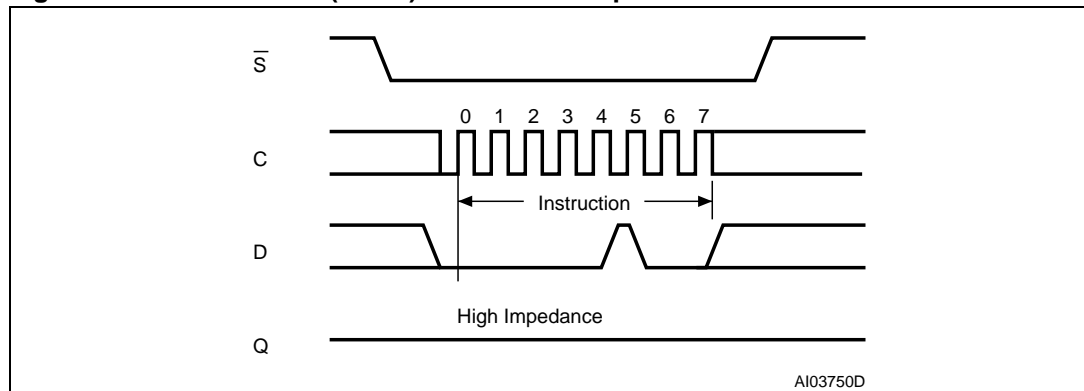 S̅
0 1 2 3 4 5 6 7
C
Instruction
D
High Impedance
Q
AI03750D